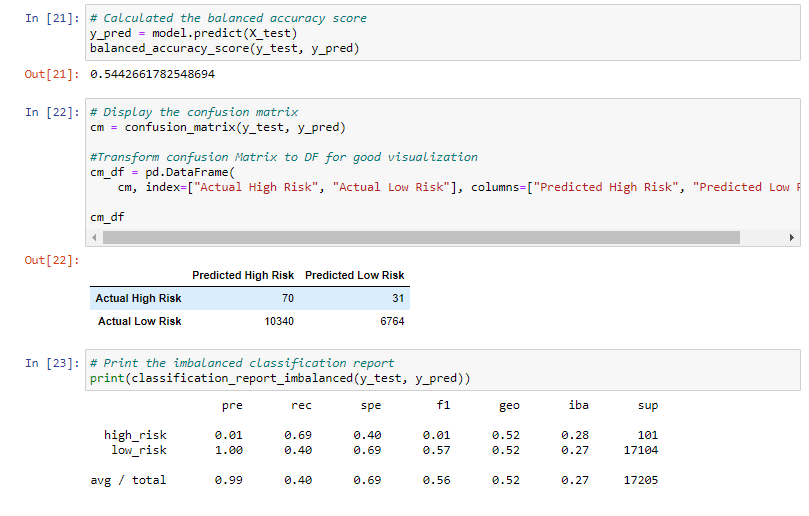 In [21]: # Calculated the balanced accuracy score
y_pred = model.predict(X_test)
balanced_accuracy_score(y_test, y_pred)
Out[21]: 0.5442661782548694
In [22]: # Display the confusion matrix
cm = confusion_matrix(y_test, y_pred)
#Transform confusion Matrix to DF for good visualization
cm_df = pd.DataFrame(
cm, index=["Actual High Risk", "Actual Low Risk"], columns=["Predicted High Risk", "Predicted Low
cm_df
Out[22]:
Predicted High Risk Predicted Low Risk
Actual High Risk 70 31
Actual Low Risk 10340 6764
In [23]: # Print the imbalanced classification report
print(classification_report_imbalanced(y_test, y_pred))
pre rec spe f1 geo iba sup
high_risk 0.01 0.69 0.40 0.01 0.52 0.28 101
low_risk 1.00 0.40 0.69 0.57 0.52 0.27 17104
avg / total 0.99 0.40 0.69 0.56 0.52 0.27 17205